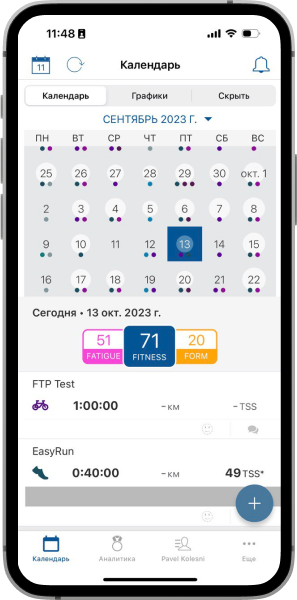 11:48
11
Календарь
Календарь Графики Скрыть
СЕНТЯБРЬ 2023 Г.
ПН ВТ СР ЧТ ПТ СБ ВС
25 26 27 28 29 30 окт. 1
2 3 4 5 6 7 8
9 10 11 12 13 14 15
16 17 18 19 20 21 22
Сегодня • 13 окт. 2023 г.
51 71 20
FATIGUE FITNESS FORM
FTP Test
1:00:00 -км -TSS
EasyRun
0:40:00 -км 49 TSS*
+
Календарь Аналитика Pavel Kolesni Еще